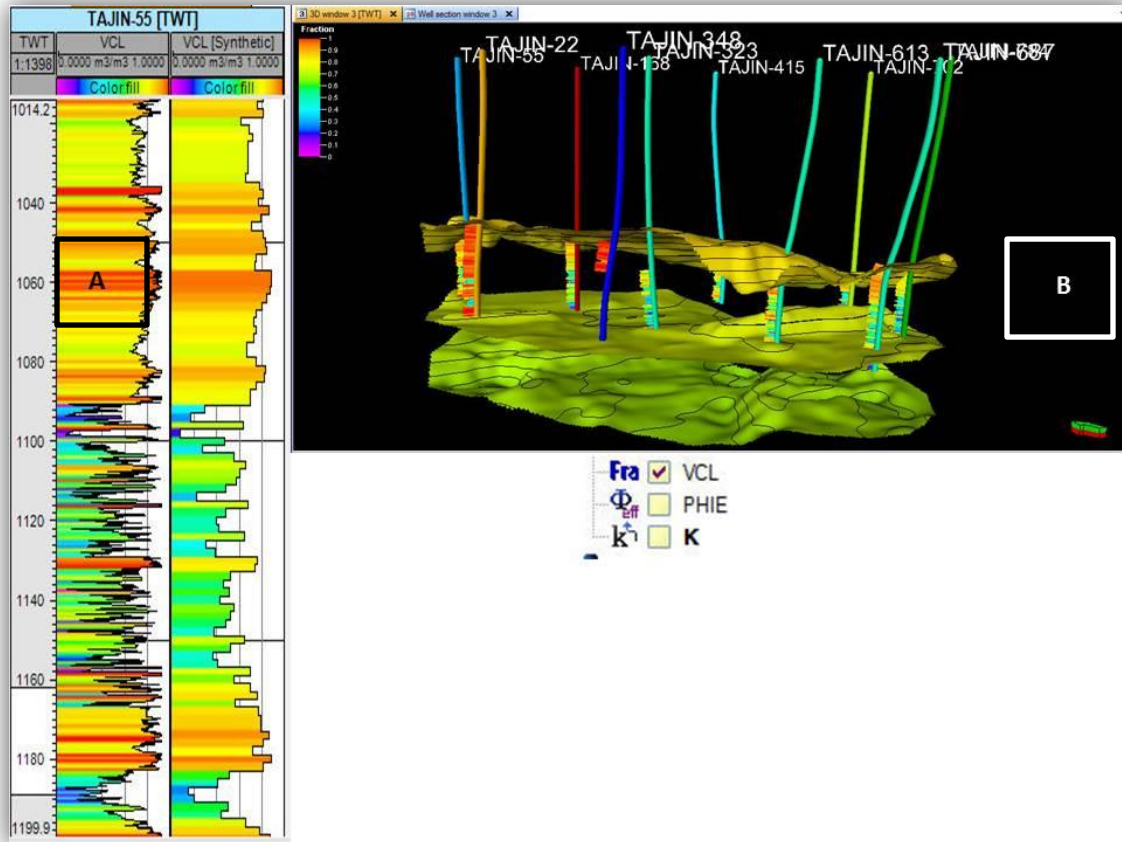 TAJIN-55 [TWT]
TWT VCL VCL [Synthetic]
1:1398 0.0000 m3/m3 1.0000 0.0000 m3/m3 1.0000
Color fill Color fill
1014.2
1040
1060
1080
1100
1120
1140
1160
1180
1199.9
A
3D window 3 [TWT] Well section window 3
Fraction
1
0.9
0.8
0.7
0.6
0.5
0.4
0.3
0.2
0.1
0
TAJIN-22
TAJIN-55
TAJIN-348
TAJIN-415
TAJIN-613
B
Fra VCL
Φeff PHIE
k K